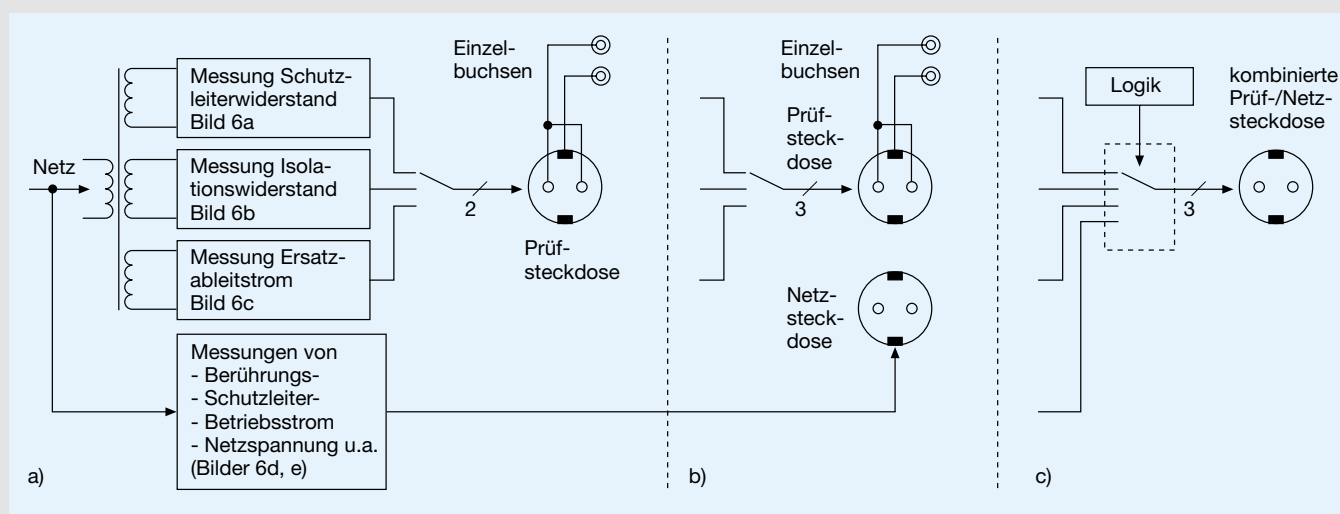 Netz
Messung Schutz-
leiterwiderstand
Bild 6a
Messung Isola-
tionswiderstand
Bild 6b
Messung Ersatz-
ableitstrom
Bild 6c
Messungen von
- Berührungs-
- Schutzleiter-
- Betriebsstrom
- Netzspannung u.a.
(Bilder 6d, e)
a)
Einzel-
buchsen
2
Prüf-
steckdose
Einzel-
buchsen
Prüf-
steck-
dose
3
Netz-
steck-
dose
b)
Logik
kombinierte
Prüf-/Netz-
steckdose
3
c)